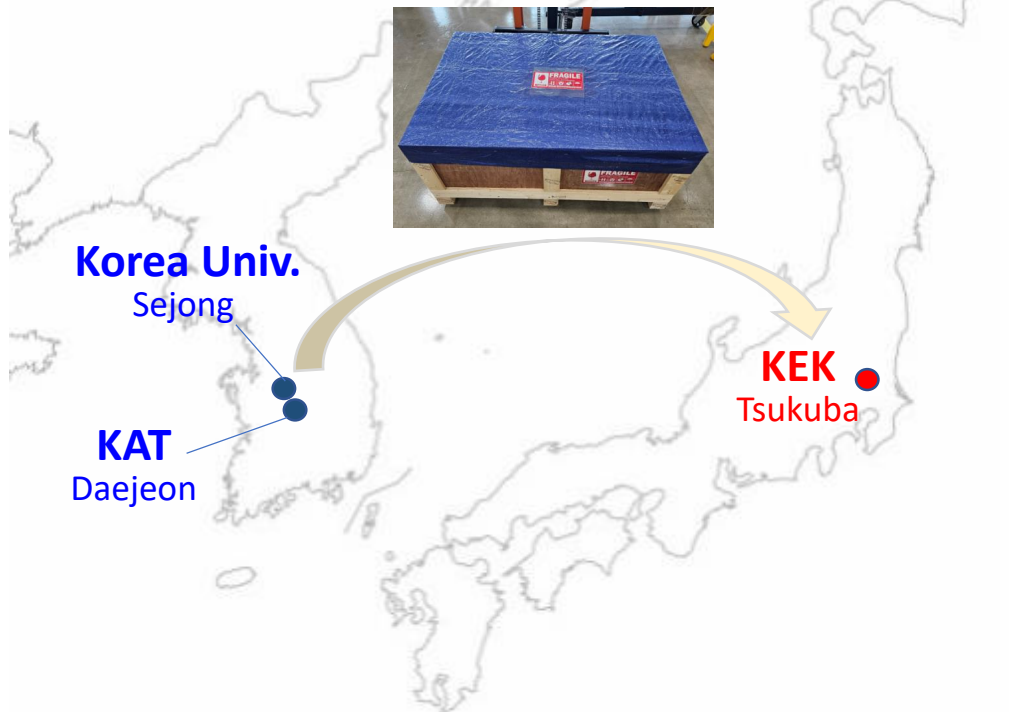 FRAGILE
FRAGILE
Korea Univ.
Sejong
KEK
Tsukuba
KAT
Daejeon